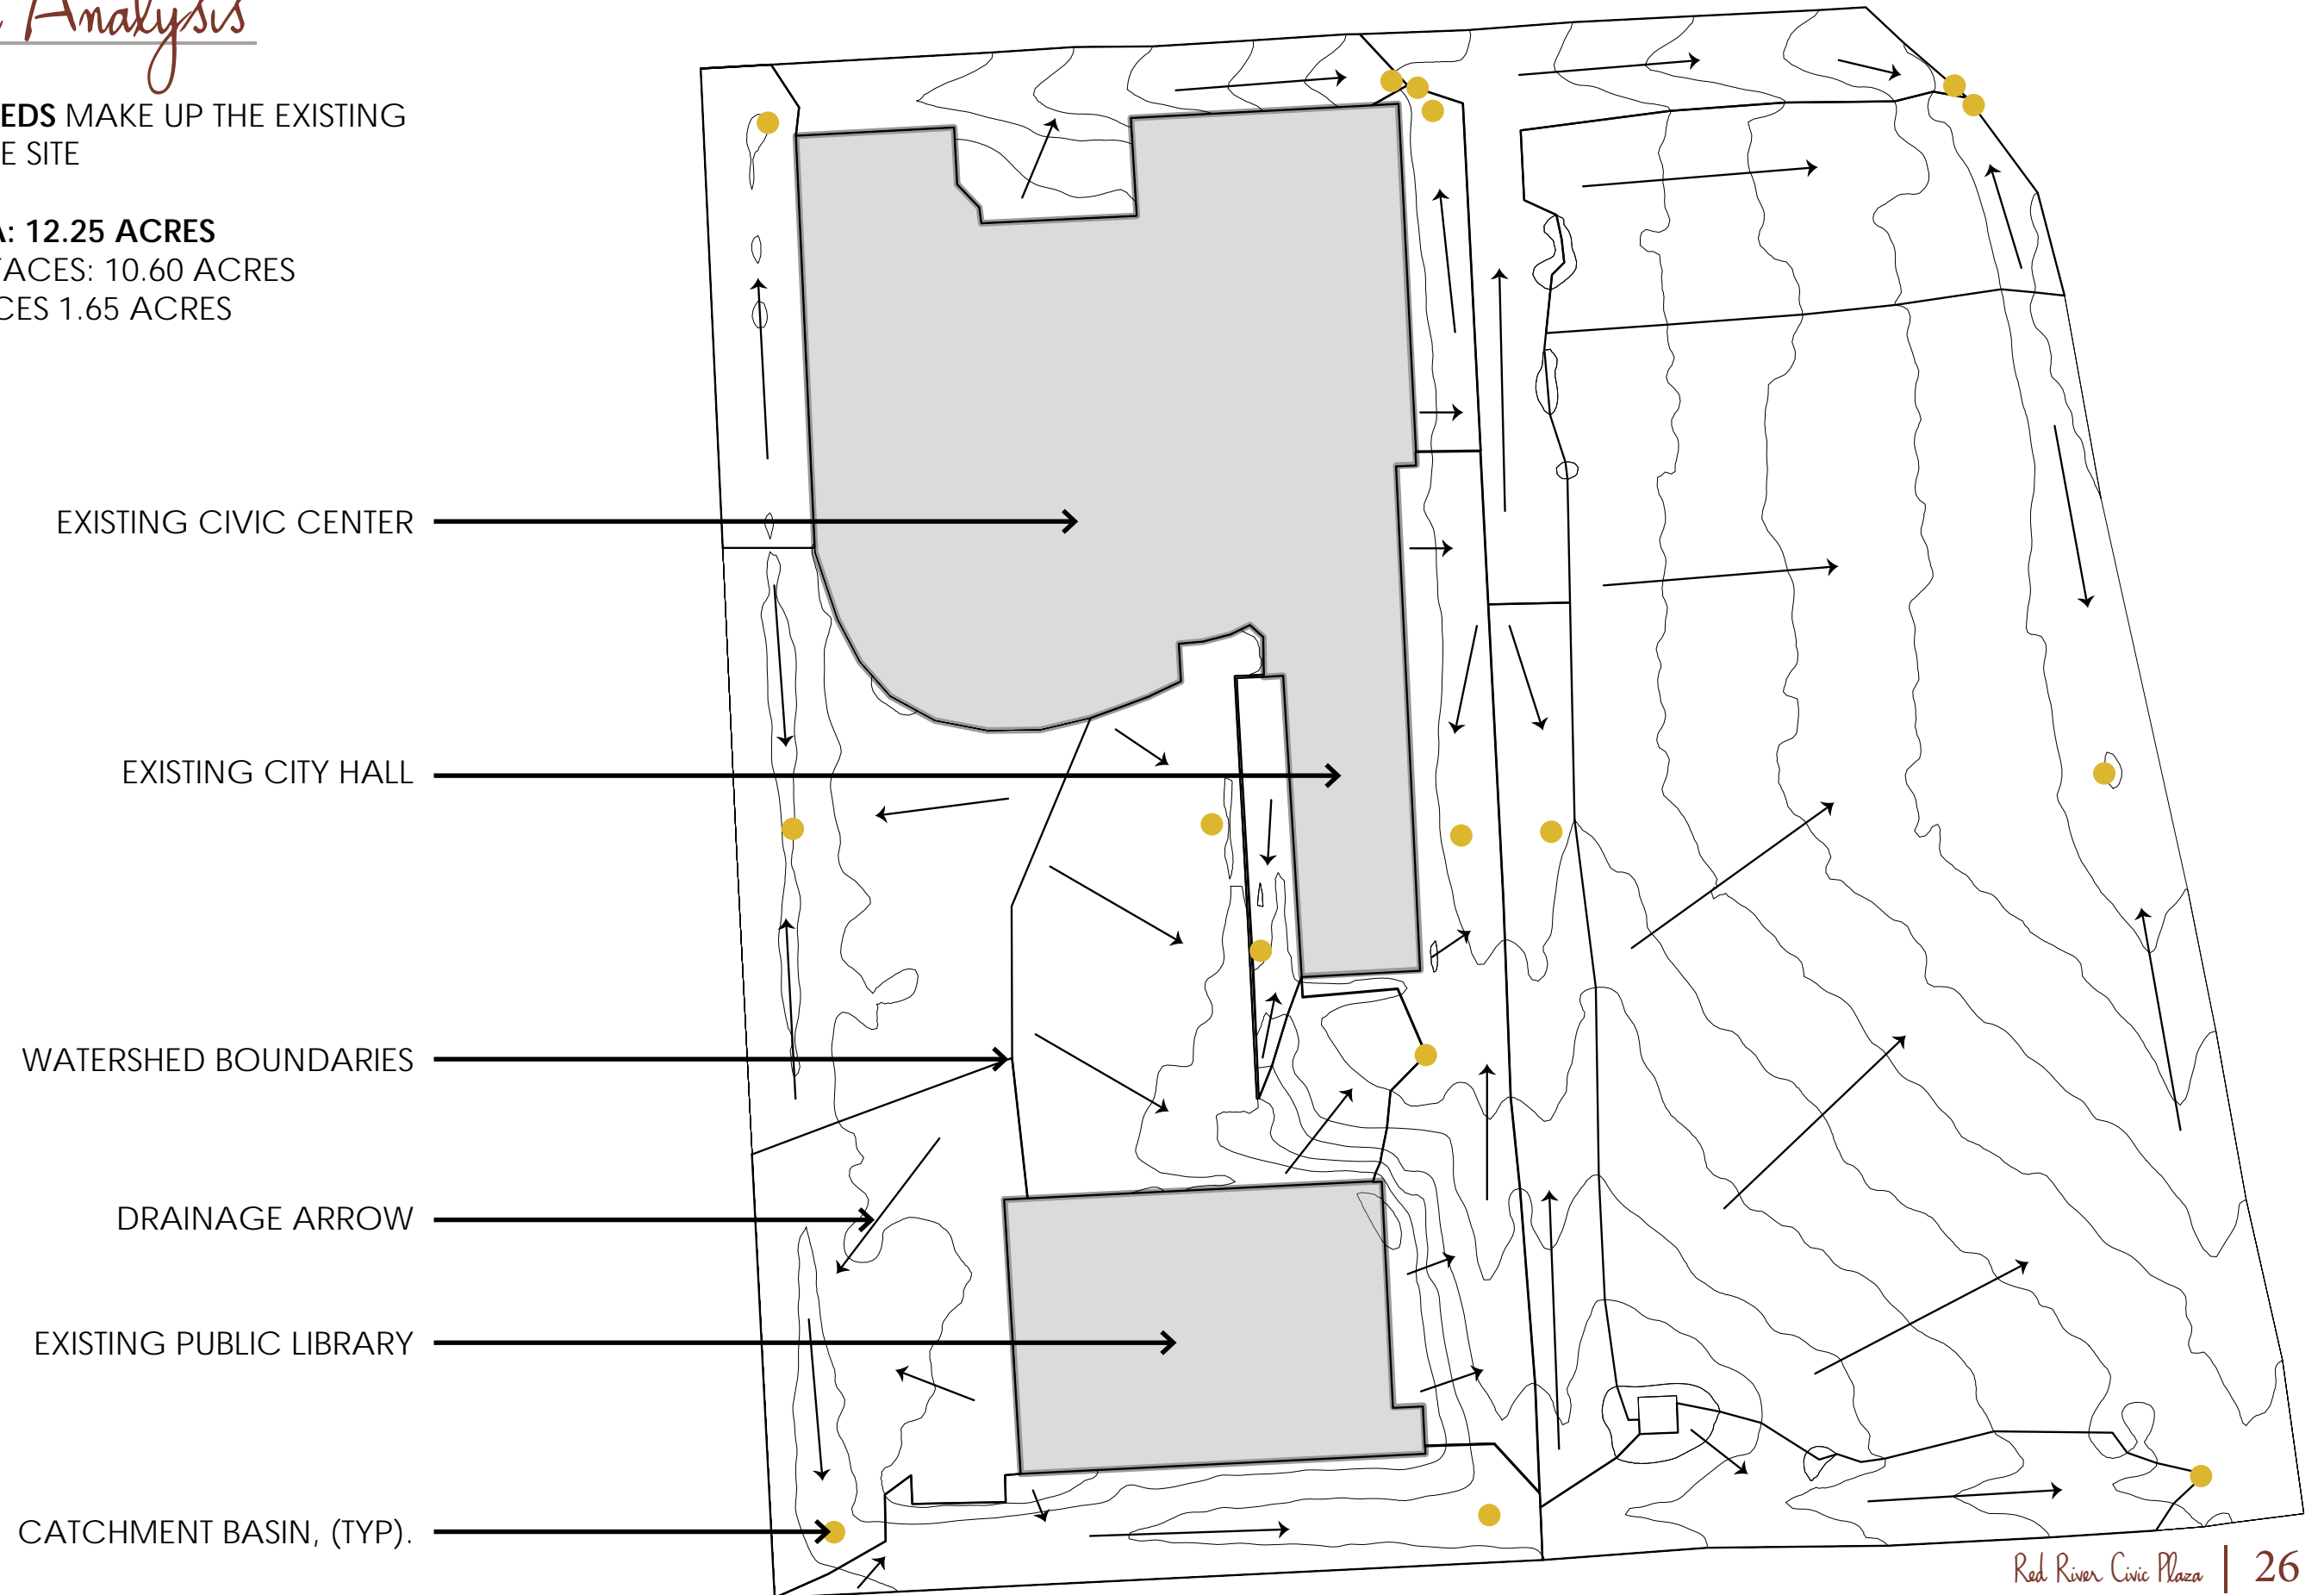 Analysis
EDS MAKE UP THE EXISTING
E SITE
A: 12.25 ACRES
FACES: 10.60 ACRES
CES 1.65 ACRES
EXISTING CIVIC CENTER
EXISTING CITY HALL
WATERSHED BOUNDARIES
DRAINAGE ARROW
EXISTING PUBLIC LIBRARY
CATCHMENT BASIN, (TYP).
Red River Civic Plaza | 26